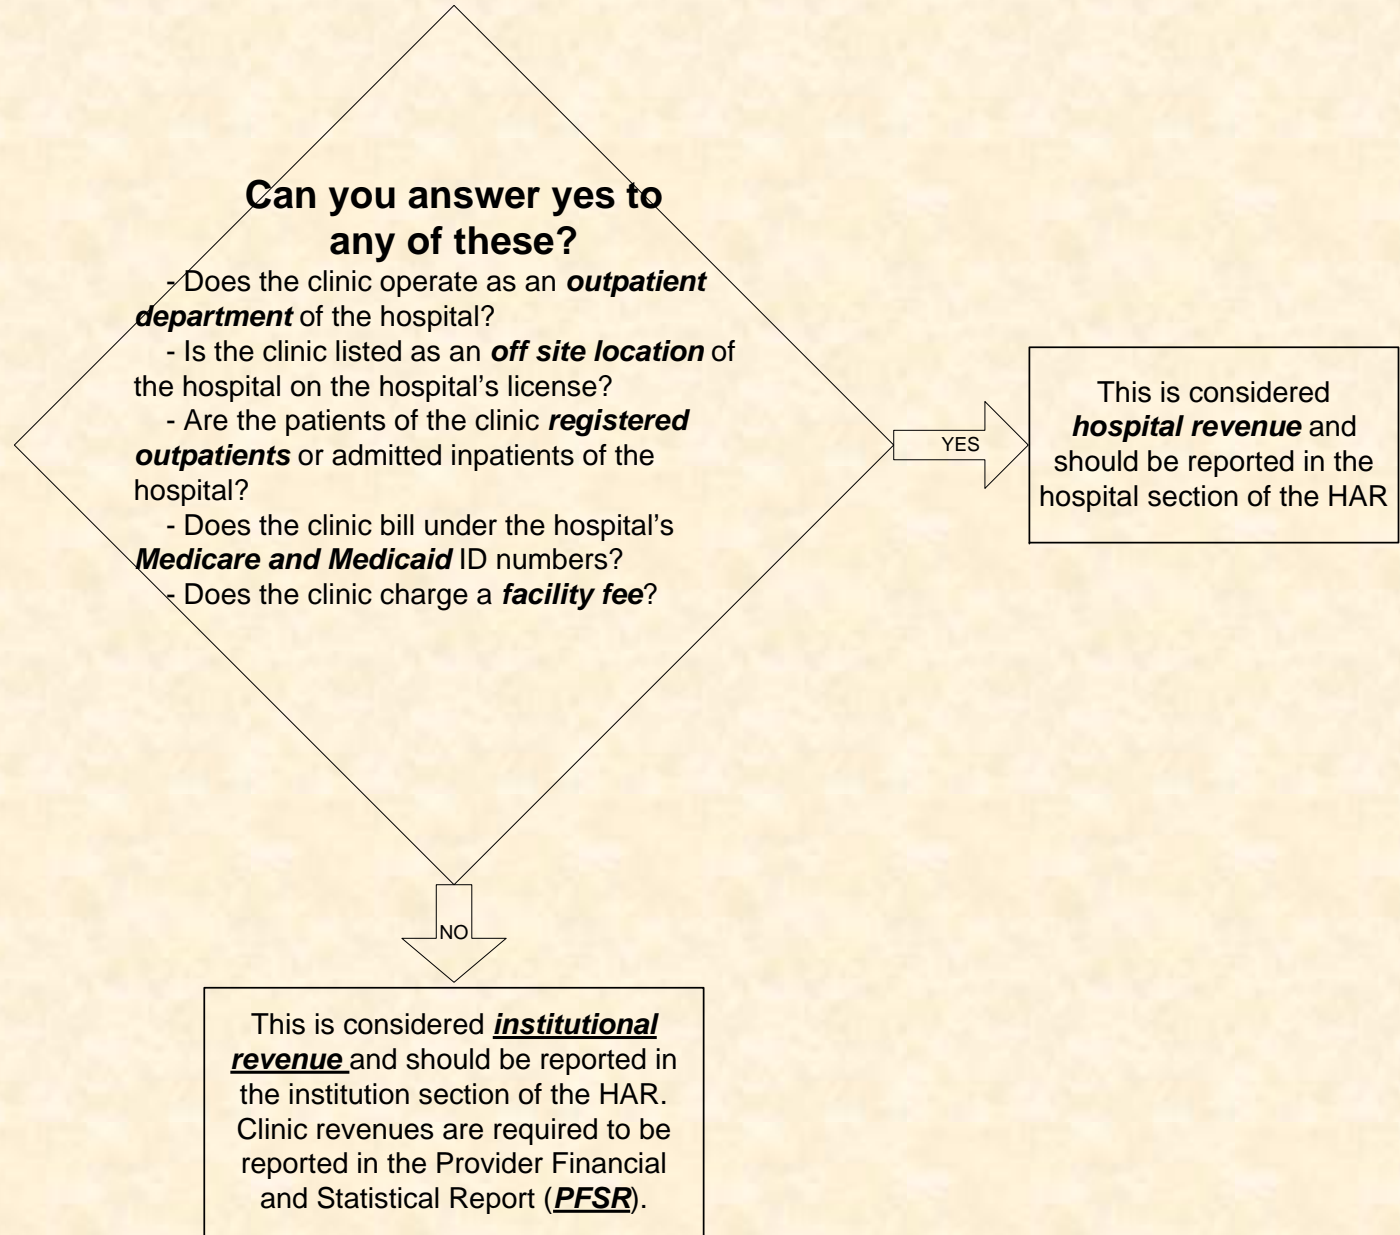 Can you answer yes to
any of these?
- Does the clinic operate as an outpatient
department of the hospital?
- Is the clinic listed as an off site location of
the hospital on the hospital's license?
- Are the patients of the clinic registered
outpatients or admitted inpatients of the
hospital?
- Does the clinic bill under the hospital's
Medicare and Medicaid ID numbers?
- Does the clinic charge a facility fee?
YES
This is considered
hospital revenue and
should be reported in the
hospital section of the HAR
NO
This is considered institutional
revenue and should be reported in
the institution section of the HAR.
Clinic revenues are required to be
reported in the Provider Financial
and Statistical Report (PFSR).